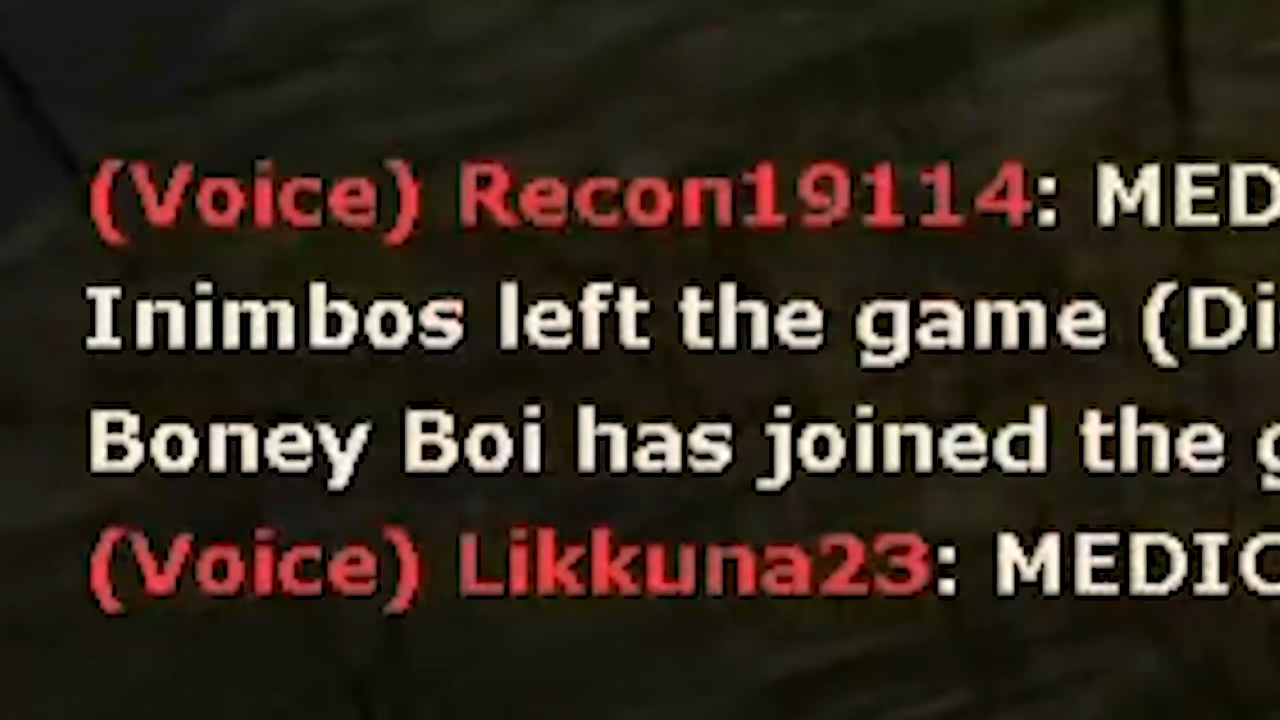 (Voice) Recon19114: MED
Inimbos left the game (Di
Boney Boi has joined the g
(Voice) Likkuna23: MEDIC